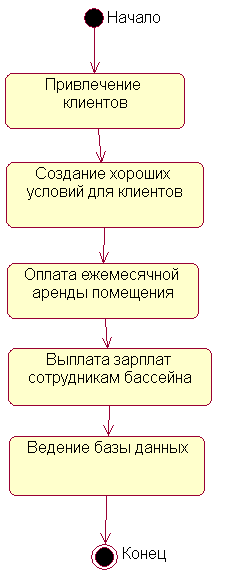 Начало
Привлечение
клиентов
Создание хороших
условий для клиентов
Оплата ежемесячной
аренды помещения
Выплата зарплат
сотрудникам бассейна
Ведение базы данных
Конец